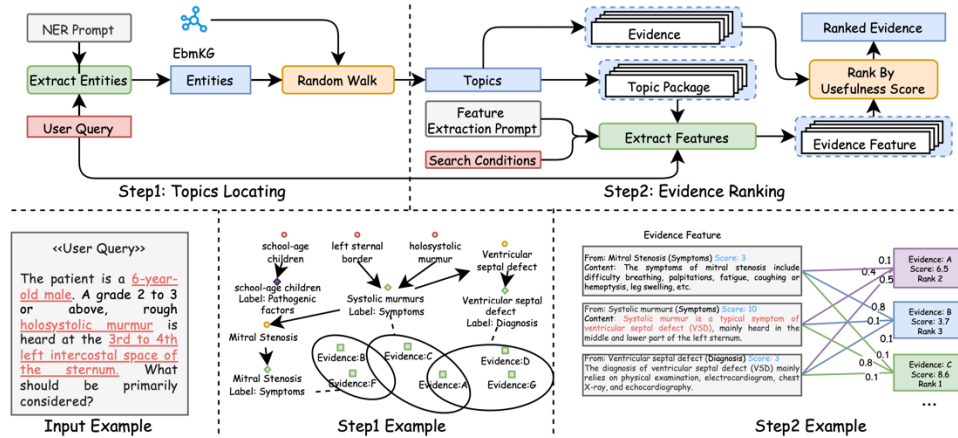 NER Prompt
EbmKG
Extract Entities
Entities
Random Walk
User Query
Step1: Topics Locating
Evidence
Ranked Evidence
Topics
Topic Package
Rank By
Usefulness Score
Feature
Extraction Prompt
Extract Features
Search Conditions
Evidence Feature
Step2: Evidence Ranking
<<User Query>>
The patient is a 6-year-
old male. A grade 2 to 3
or above, rough
holosystolic murmur is
heard at the 3rd to 4th
left intercostal space of
the sternum. What
should be primarily
considered?
Input Example
school-age
children
left sternal
border
holosystolic
murmur
Ventricular
septal defect
school-age children
Label: Pathogenic
factors
Systolic murmurs
Label: Symptoms
Ventricular septal
defect
Label: Diagnosis
Mitral Stenosis
Mitral Stenosis
Label: Symptoms
Evidence:B
Evidence:C
Evidence:D
Evidence:F
Evidence:A
Evidence:G
Step1 Example
Evidence Feature
From: Mitral Stenosis (Symptoms) Score: 3
Content: The symptoms of mitral stenosis include
difficulty breathing, palpitations, fatigue, coughing or
hemoptysis, leg swelling, etc.
From: Systolic murmurs (Symptoms) Score: 10
Content: Systolic murmur is a typical symptom of
ventricular septal defect (VSD), mainly heard in the
middle and lower part of the left sternum.
From: Ventricular septal defect (Diagnosis) Score: 3
The diagnosis of ventricular septal defect (VSD) mainly
relies on physical examination, electrocardiogram, chest
X-ray, and echocardiography.
0.1
0.4
0.5
0.8
0.1
0.1
0.8
0.1
Evidence: A
Score: 6.5
Rank 2
Evidence: B
Score: 3.7
Rank 3
Evidence: C
Score: 8.6
Rank 1
...
Step2 Example